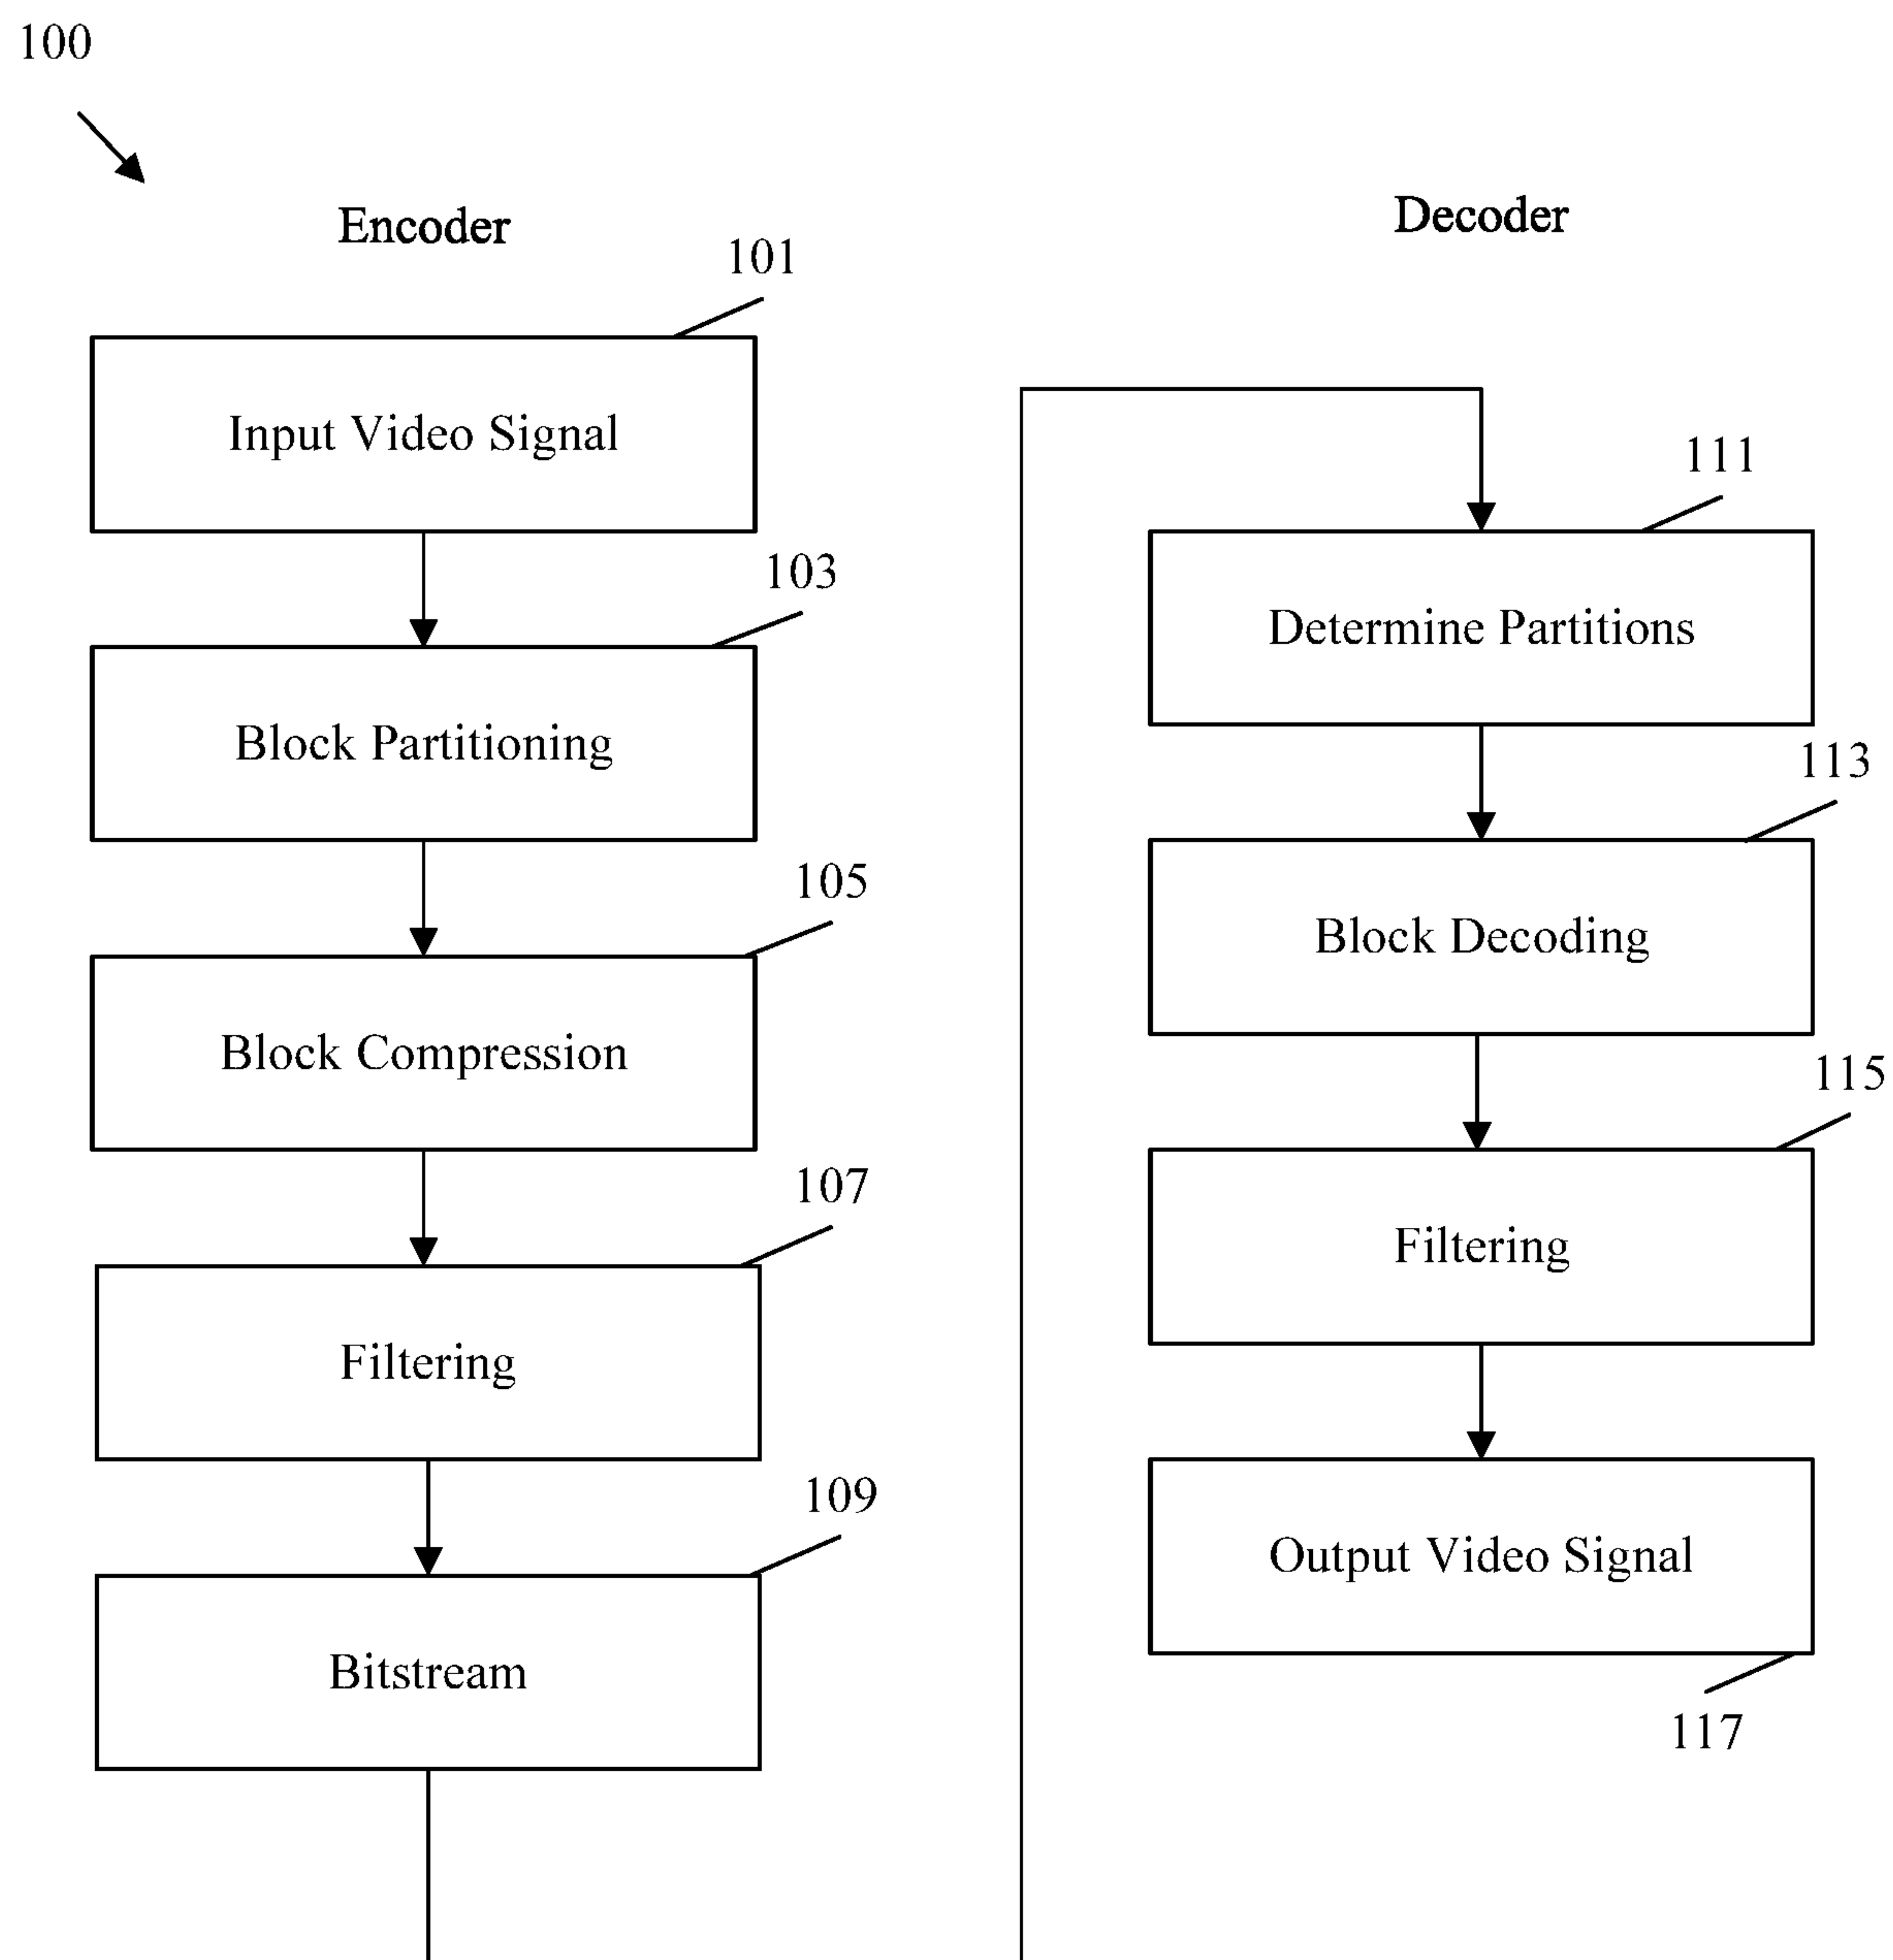 100
Encoder
101
Input Video Signal
103
Block Partitioning
105
Block Compression
107
Filtering
109
Bitstream
Decoder
111
Determine Partitions
113
Block Decoding
115
Filtering
Output Video Signal
117